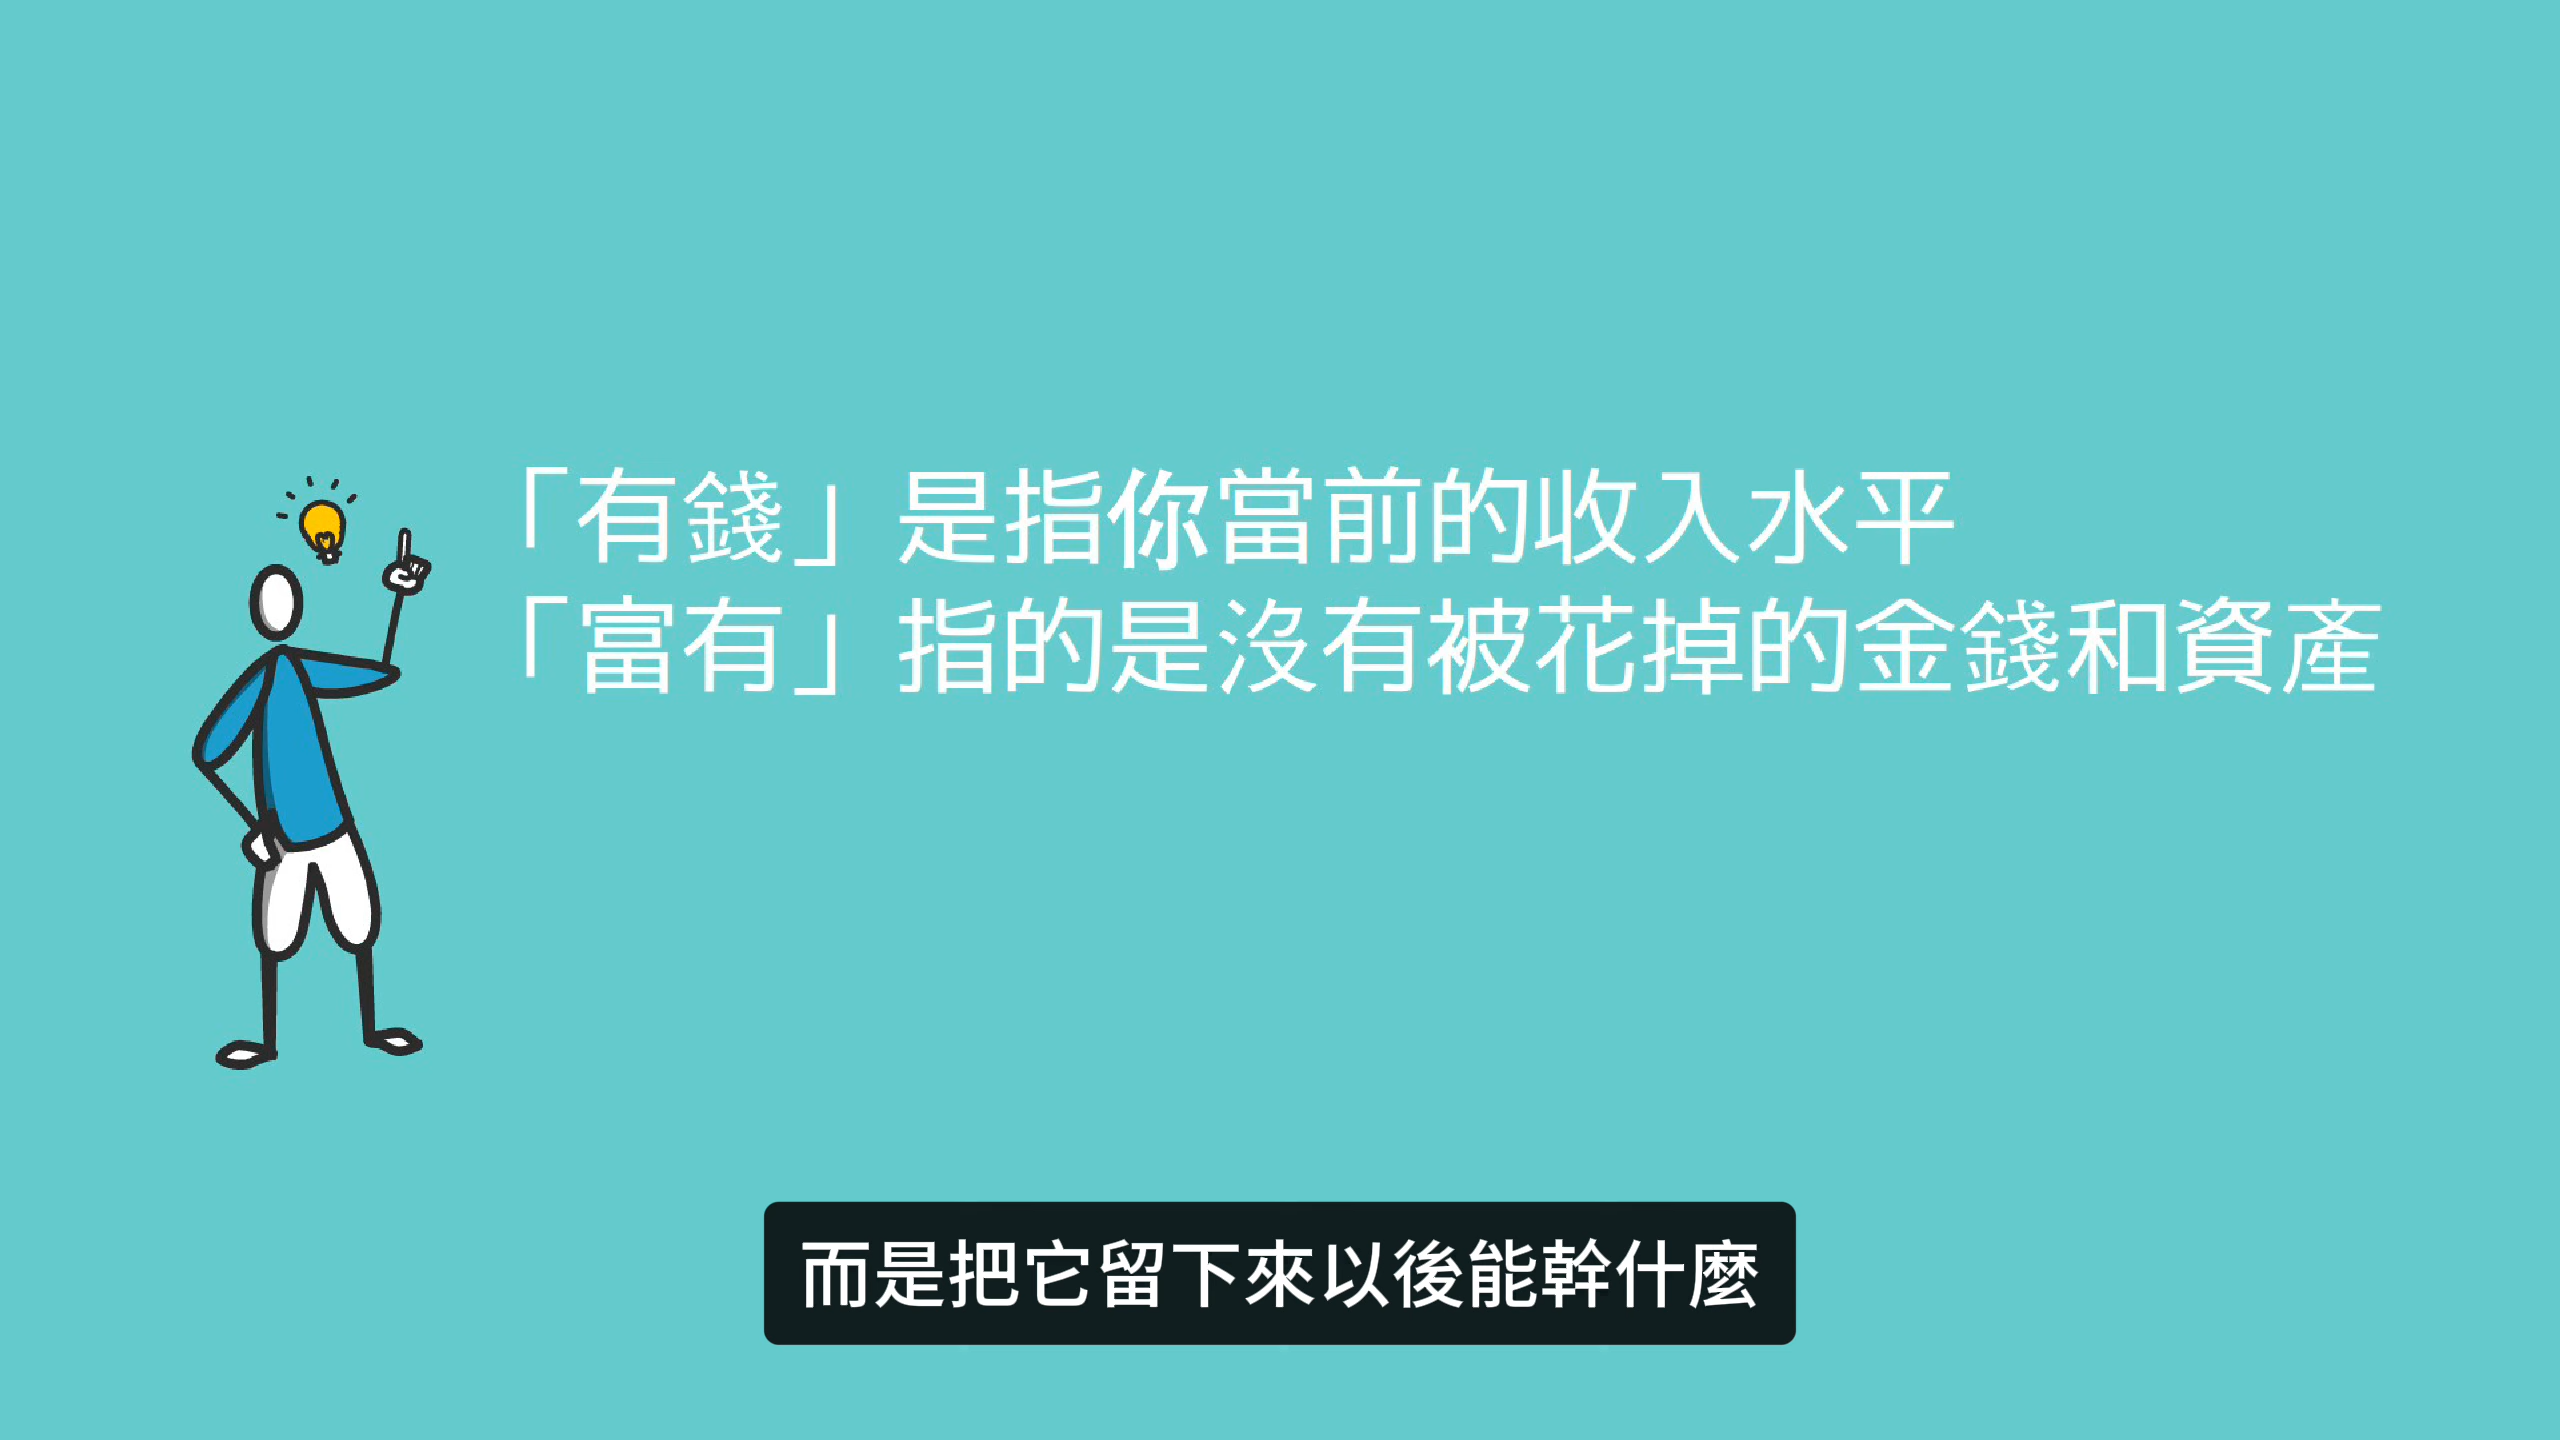 「有錢」是指你當前的收入水平
「富有」指的是沒有被花掉的金錢和資產
而是把它留下來以後能幹什麼